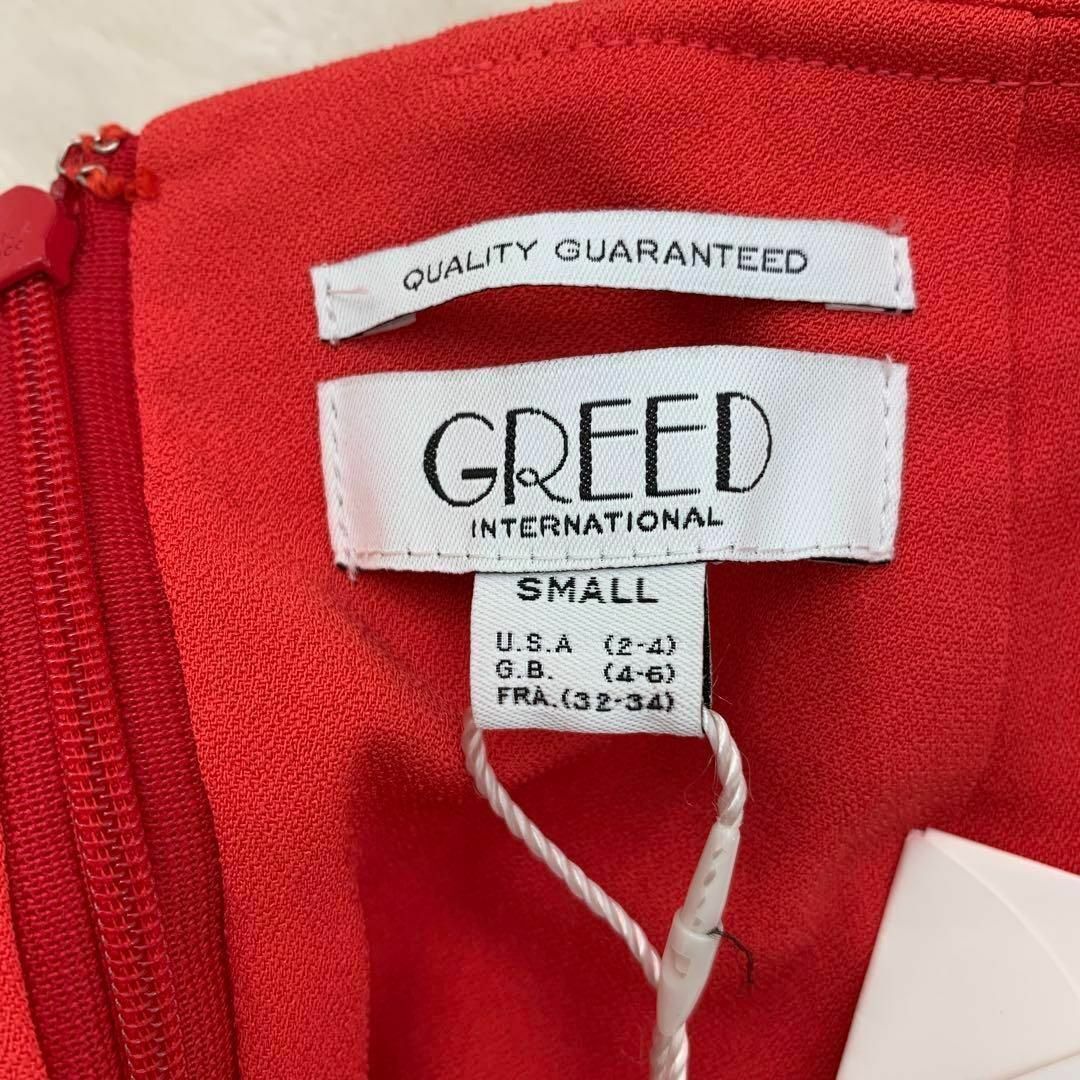 QUALITY GUARANTEED
GREED
INTERNATIONAL
SMALL
U.S.A (2-4)
G.B. (4-6)
FRA.(32-34)